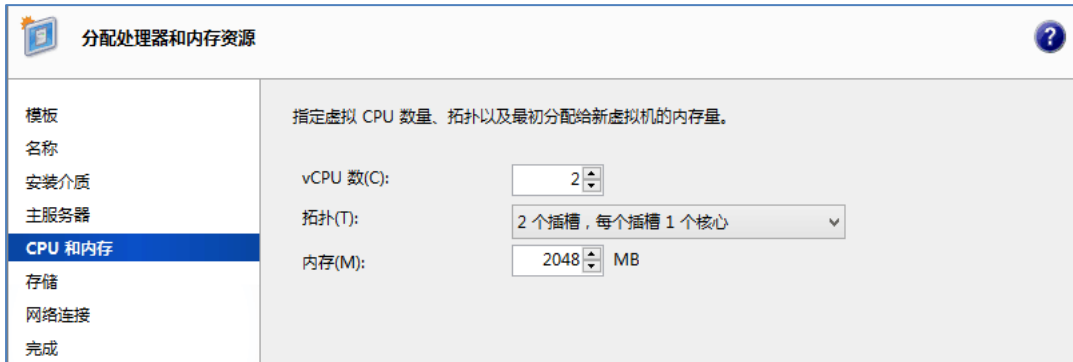 分配处理器和内存资源
?
模板
名称
安装介质
主服务器
CPU 和内存
存储
网络连接
完成
指定虚拟 CPU 数量、拓扑以及最初分配给新虚拟机的内存量。
vCPU 数(C): 2
拓扑(T): 2 个插槽，每个插槽 1 个核心
内存(M): 2048 MB